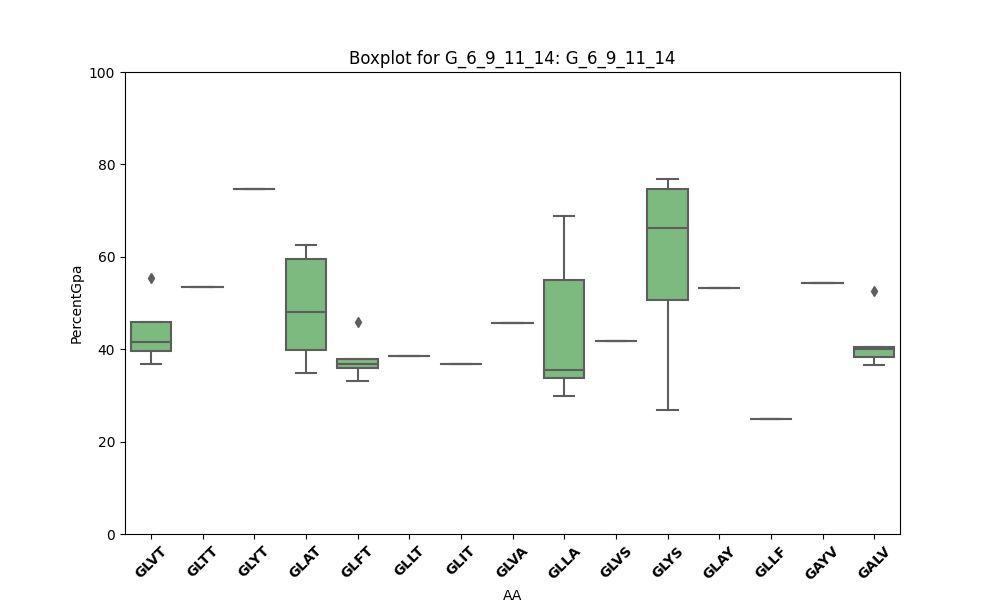 Boxplot for G_6_9_11_14: G_6_9_11_14
100
80
60
40
20
0
PercentGpa
GLVT GLTT GLYT GLAT GLFT GLLT GLIT GLVA GLLA GLVS GLYS GLAY GLLF GAYV GALV
AA